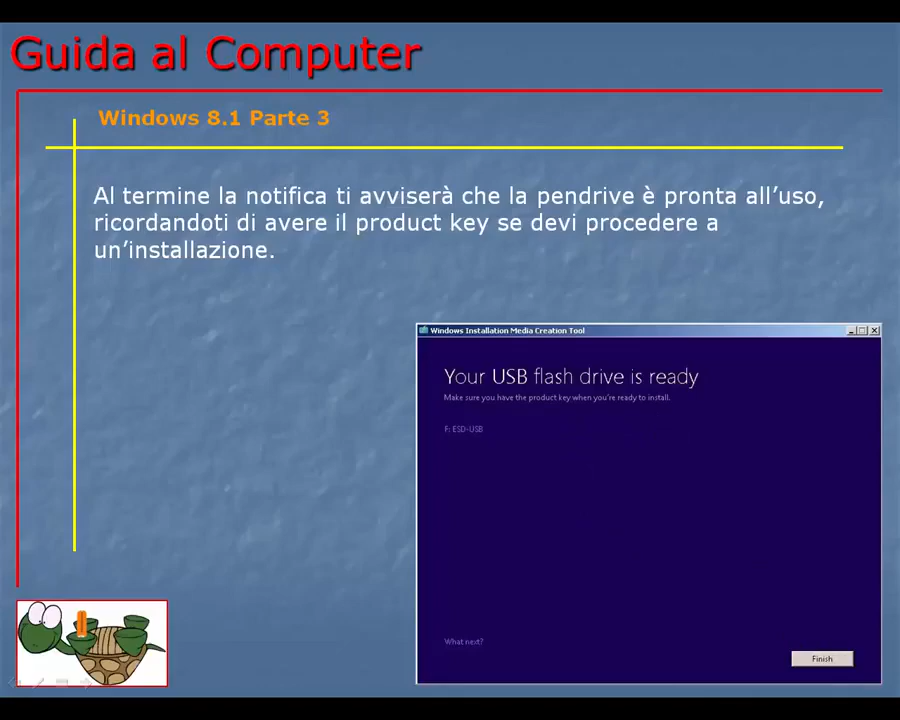 Guida al Computer
Windows 8.1 Parte 3
Al termine la notifica ti avviserà che la pendrive è pronta all’uso,
ricordandoti di avere il product key se devi procedere a
un’installazione.
Windows Installation Media Creation Tool
Your USB flash drive is ready
Make sure you have the product key when you're ready to install.
F: ESD-USB
What next?
Finish